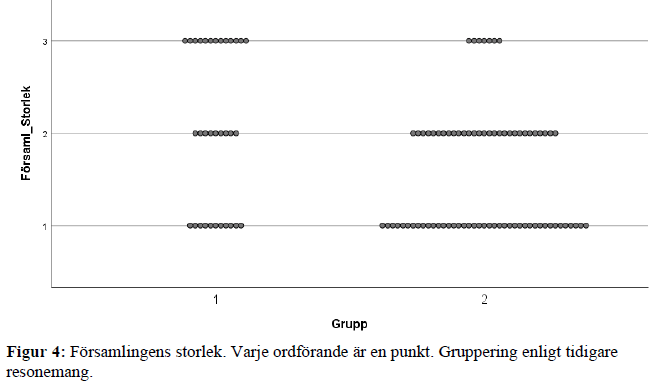 3
2
1
Församl_Storlek
1 2
Grupp
Figur 4: Församlingens storlek. Varje ordförande är en punkt. Gruppering enligt tidigare
resonemang.